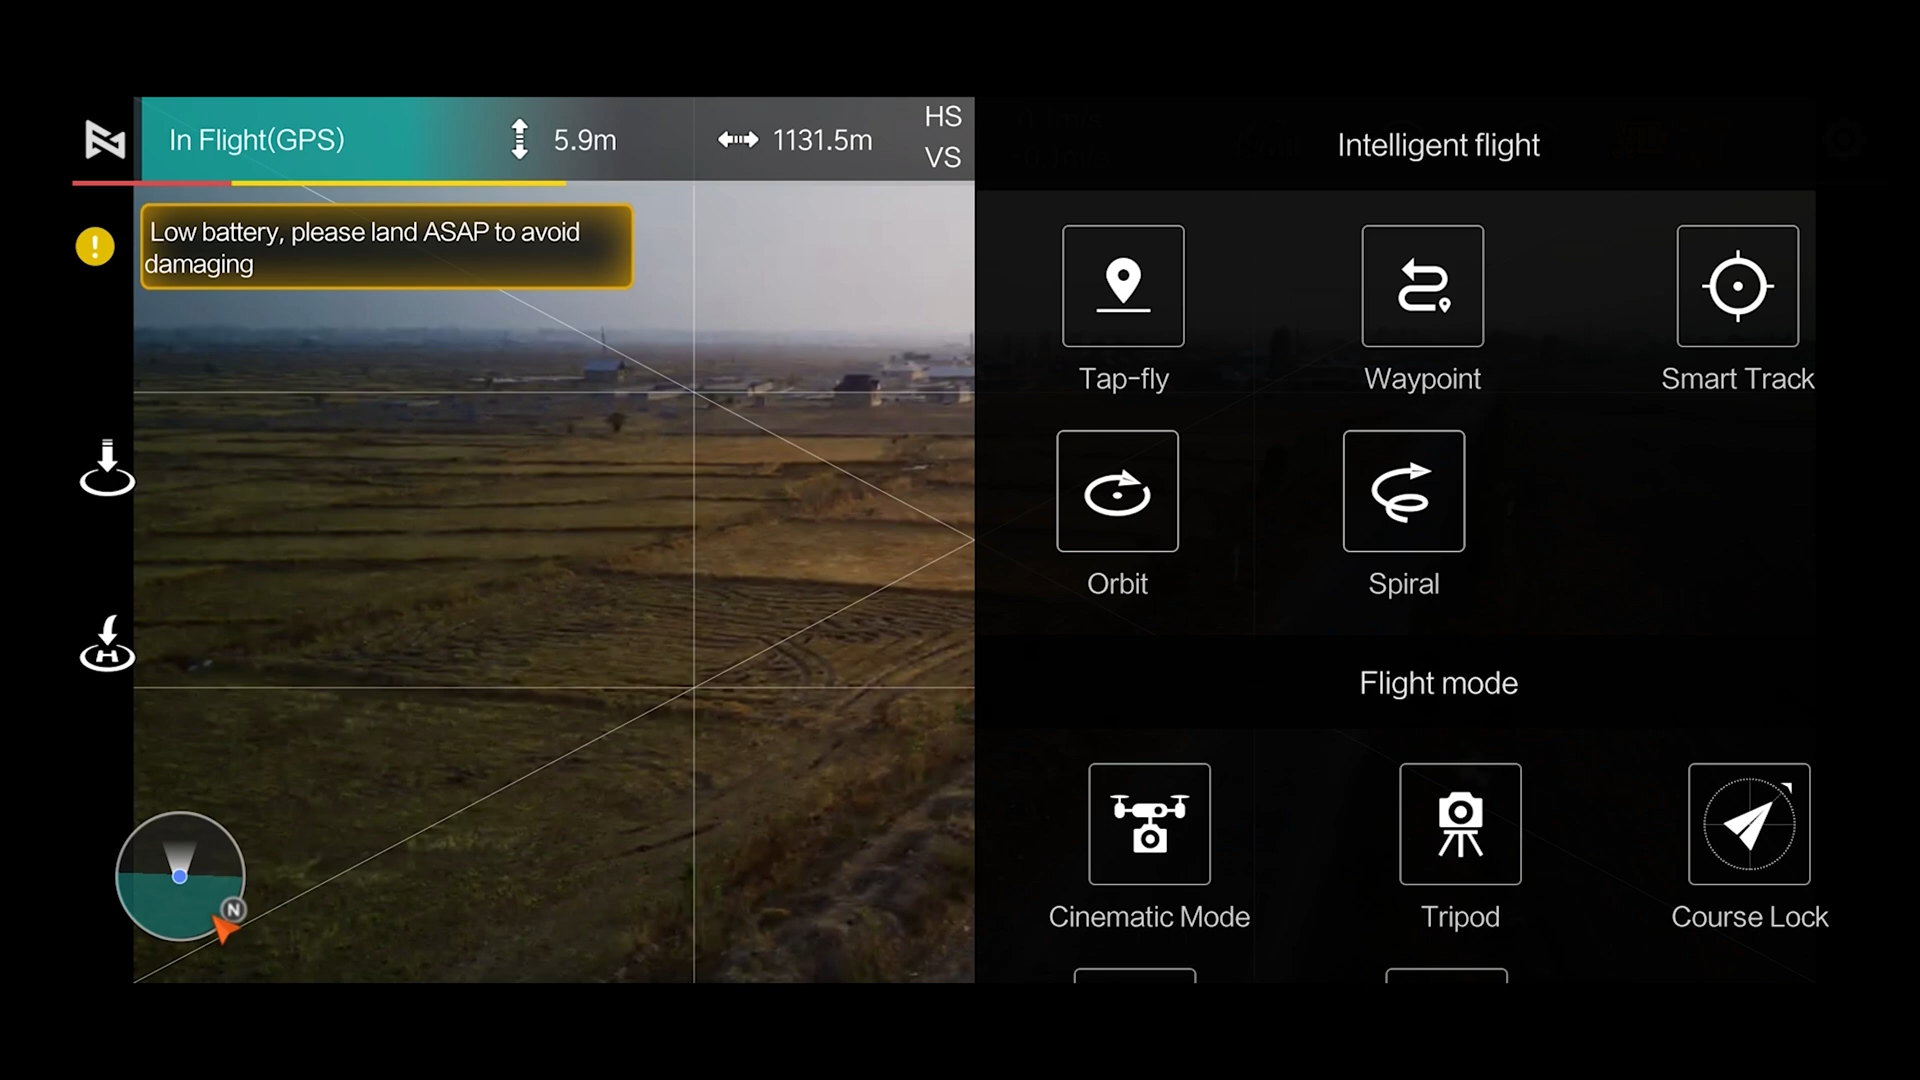 In Flight(GPS)
5.9m
1131.5m
HS
VS
Low battery, please land ASAP to avoid
damaging
N
Intelligent flight
Tap-fly
Waypoint
Smart Track
Orbit
Spiral
Flight mode
Cinematic Mode
Tripod
Course Lock